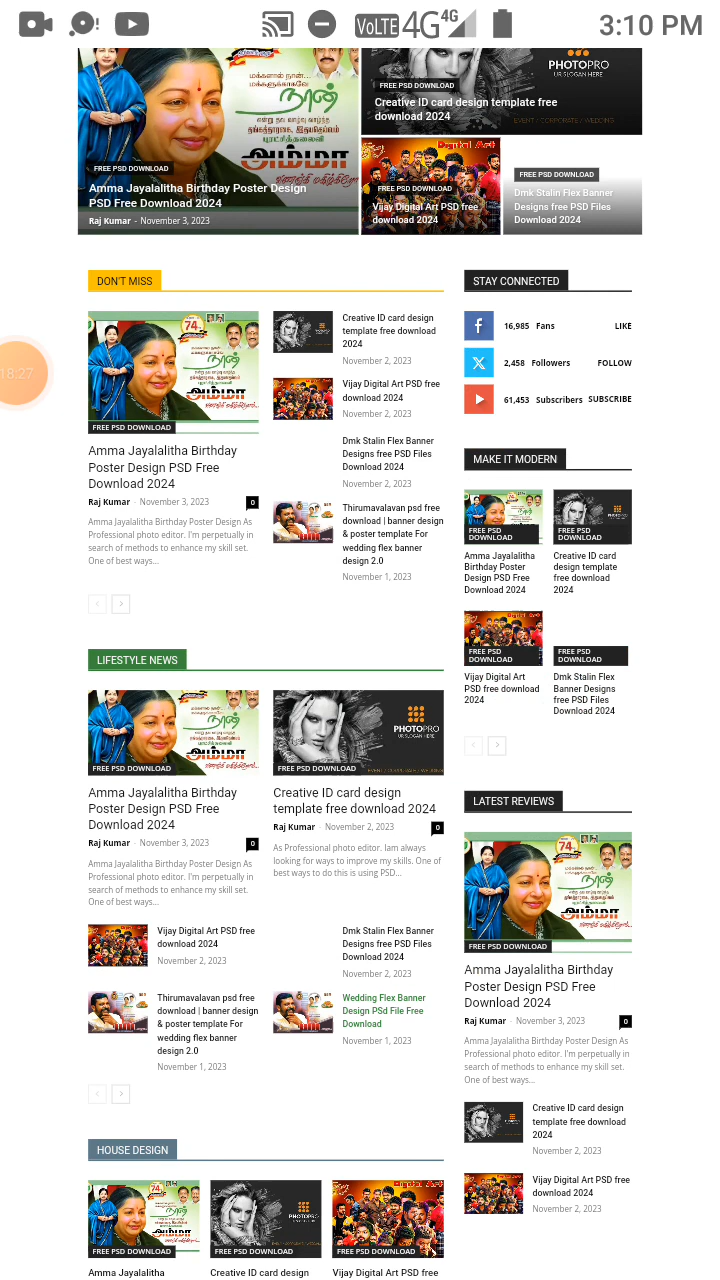 VoLTE 4G 4G 3:10 PM
மக்களால் நான்...
மக்களுக்காகவே
நான்
FREE PSD DOWNLOAD
Amma Jayalalitha Birthday Poster Design
PSD Free Download 2024
Raj Kumar - November 3, 2023
PHOTOPRO
UR SLOGAN HERE
FREE PSD DOWNLOAD
Creative ID card design template free
download 2024
EVENT / CORPORATE / WEDDING
FREE PSD DOWNLOAD
Vijay Digital Art PSD free
download 2024
FREE PSD DOWNLOAD
Dmk Stalin Flex Banner
Designs free PSD Files
Download 2024
DON'T MISS
74
நான்
அம்மா
FREE PSD DOWNLOAD
Amma Jayalalitha Birthday
Poster Design PSD Free
Download 2024
Raj Kumar - November 3, 2023 0
Amma Jayalalitha Birthday Poster Design As
Professional photo editor. I'm perpetually in
search of methods to enhance my skill set.
One of best ways...
Creative ID card design
template free download
2024
November 2, 2023
Vijay Digital Art PSD free
download 2024
November 2, 2023
Dmk Stalin Flex Banner
Designs free PSD Files
Download 2024
November 2, 2023
Thirumavalavan psd free
download | banner design
& poster template For
wedding flex banner
design 2.0
November 1, 2023
18:27
STAY CONNECTED
16,985 Fans LIKE
2,458 Followers FOLLOW
61,453 Subscribers SUBSCRIBE
MAKE IT MODERN
FREE PSD
DOWNLOAD
Amma Jayalalitha
Birthday Poster
Design PSD Free
Download 2024
FREE PSD
DOWNLOAD
Creative ID card
design template
free download
2024
FREE PSD
DOWNLOAD
Vijay Digital Art
PSD free download
2024
FREE PSD
DOWNLOAD
Dmk Stalin Flex
Banner Designs
free PSD Files
Download 2024
LIFESTYLE NEWS
நான்
அம்மா
FREE PSD DOWNLOAD
Amma Jayalalitha Birthday
Poster Design PSD Free
Download 2024
Raj Kumar - November 3, 2023 0
Amma Jayalalitha Birthday Poster Design As
Professional photo editor. I'm perpetually in
search of methods to enhance my skill set.
One of best ways...
PHOTOPRO
UR SLOGAN HERE
FREE PSD DOWNLOAD
Creative ID card design
template free download 2024
Raj Kumar - November 2, 2023 0
As Professional photo editor. Iam always
looking for ways to improve my skills. One of
best ways to do this is using PSD...
Vijay Digital Art PSD free
download 2024
November 2, 2023
Dmk Stalin Flex Banner
Designs free PSD Files
Download 2024
November 2, 2023
Thirumavalavan psd free
download | banner design
& poster template For
wedding flex banner
design 2.0
November 1, 2023
Wedding Flex Banner
Design PSd File Free
Download
November 1, 2023
LATEST REVIEWS
74
நான்
அம்மா
FREE PSD DOWNLOAD
Amma Jayalalitha Birthday
Poster Design PSD Free
Download 2024
Raj Kumar - November 3, 2023 0
Amma Jayalalitha Birthday Poster Design As
Professional photo editor. I'm perpetually in
search of methods to enhance my skill set.
One of best ways...
Creative ID card design
template free download
2024
November 2, 2023
Vijay Digital Art PSD free
download 2024
November 2, 2023
HOUSE DESIGN
FREE PSD DOWNLOAD
Amma Jayalalitha
FREE PSD DOWNLOAD
Creative ID card design
FREE PSD DOWNLOAD
Vijay Digital Art PSD free